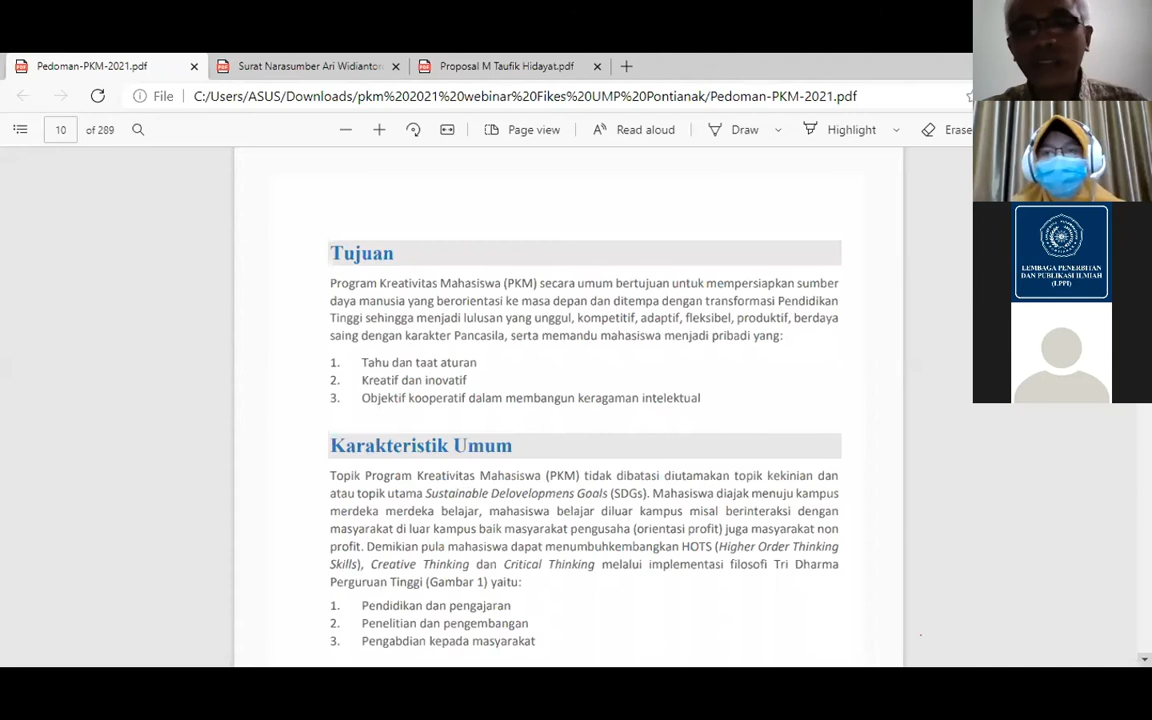 Pedoman-PKM-2021.pdf
Surat Narasumber Ari Widiantor
Proposal M Taufik Hidayat.pdf
File
C:/Users/ASUS/Downloads/pkm%202021%20webinar%20Fikes%20UMP%20Pontianak/Pedoman-PKM-2021.pdf
10 of 289
Page view
Read aloud
Draw
Highlight
Erase
Tujuan
Program Kreativitas Mahasiswa (PKM) secara umum bertujuan untuk mempersiapkan sumber
daya manusia yang berorientasi ke masa depan dan ditempa dengan transformasi Pendidikan
Tinggi sehingga menjadi lulusan yang unggul, kompetitif, adaptif, fleksibel, produktif, berdaya
saing dengan karakter Pancasila, serta memandu mahasiswa menjadi pribadi yang:
1. Tahu dan taat aturan
2. Kreatif dan inovatif
3. Objektif kooperatif dalam membangun keragaman intelektual
Karakteristik Umum
Topik Program Kreativitas Mahasiswa (PKM) tidak dibatasi diutamakan topik kekinian dan
atau topik utama Sustainable Delovelopmens Goals (SDGs). Mahasiswa diajak menuju kampus
merdeka merdeka belajar, mahasiswa belajar diluar kampus misal berinteraksi dengan
masyarakat di luar kampus baik masyarakat pengusaha (orientasi profit) juga masyarakat non
profit. Demikian pula mahasiswa dapat menumbuhkembangkan HOTS (Higher Order Thinking
Skills), Creative Thinking dan Critical Thinking melalui implementasi filosofi Tri Dharma
Perguruan Tinggi (Gambar 1) yaitu:
1. Pendidikan dan pengajaran
2. Penelitian dan pengembangan
3. Pengabdian kepada masyarakat
LEMBAGA PENERBITAN
DAN PUBLIKASI ILMIAH
(LPPI)